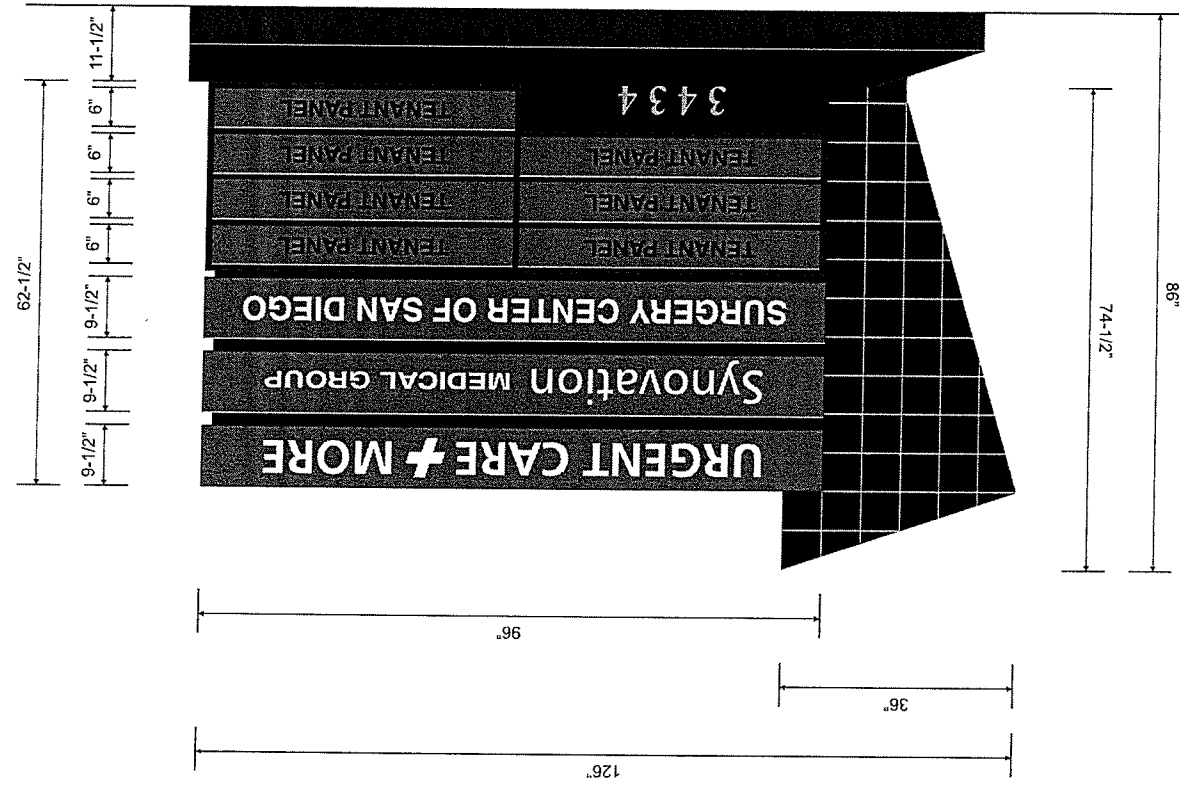 126"
36"
96"
86"
74-1/2"
URGENT CARE + MORE
Synovation MEDICAL GROUP
SURGERY CENTER OF SAN DIEGO
TENANT PANEL TENANT PANEL
TENANT PANEL TENANT PANEL
TENANT PANEL TENANT PANEL
3434 TENANT PANEL
9-1/2"
9-1/2"
9-1/2"
6"
6"
6"
6"
11-1/2"
62-1/2"